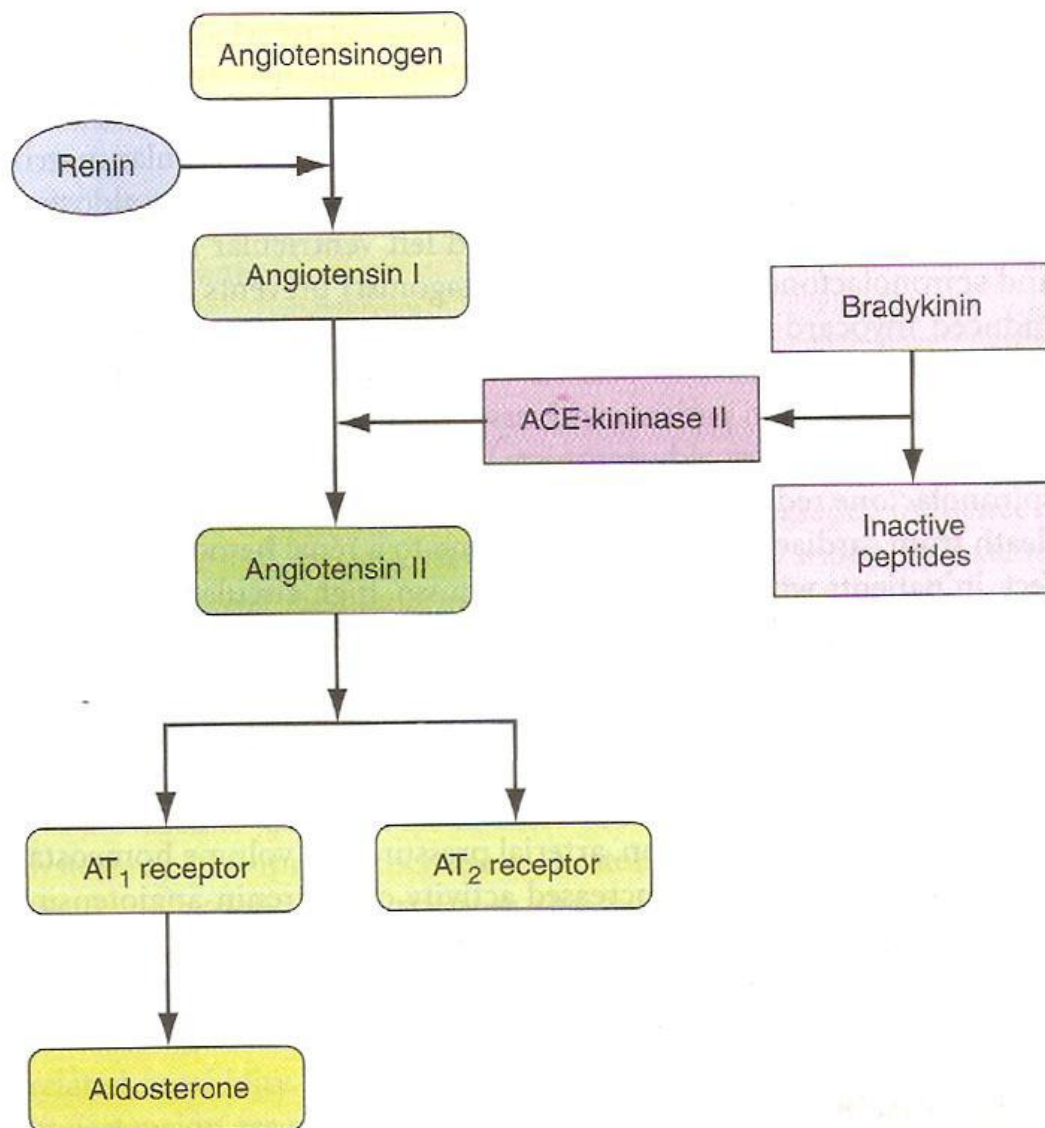 Angiotensinogen
Renin
Angiotensin I
Bradykinin
ACE-kininase II
Inactive
peptides
Angiotensin II
AT₁ receptor
AT₂ receptor
Aldosterone